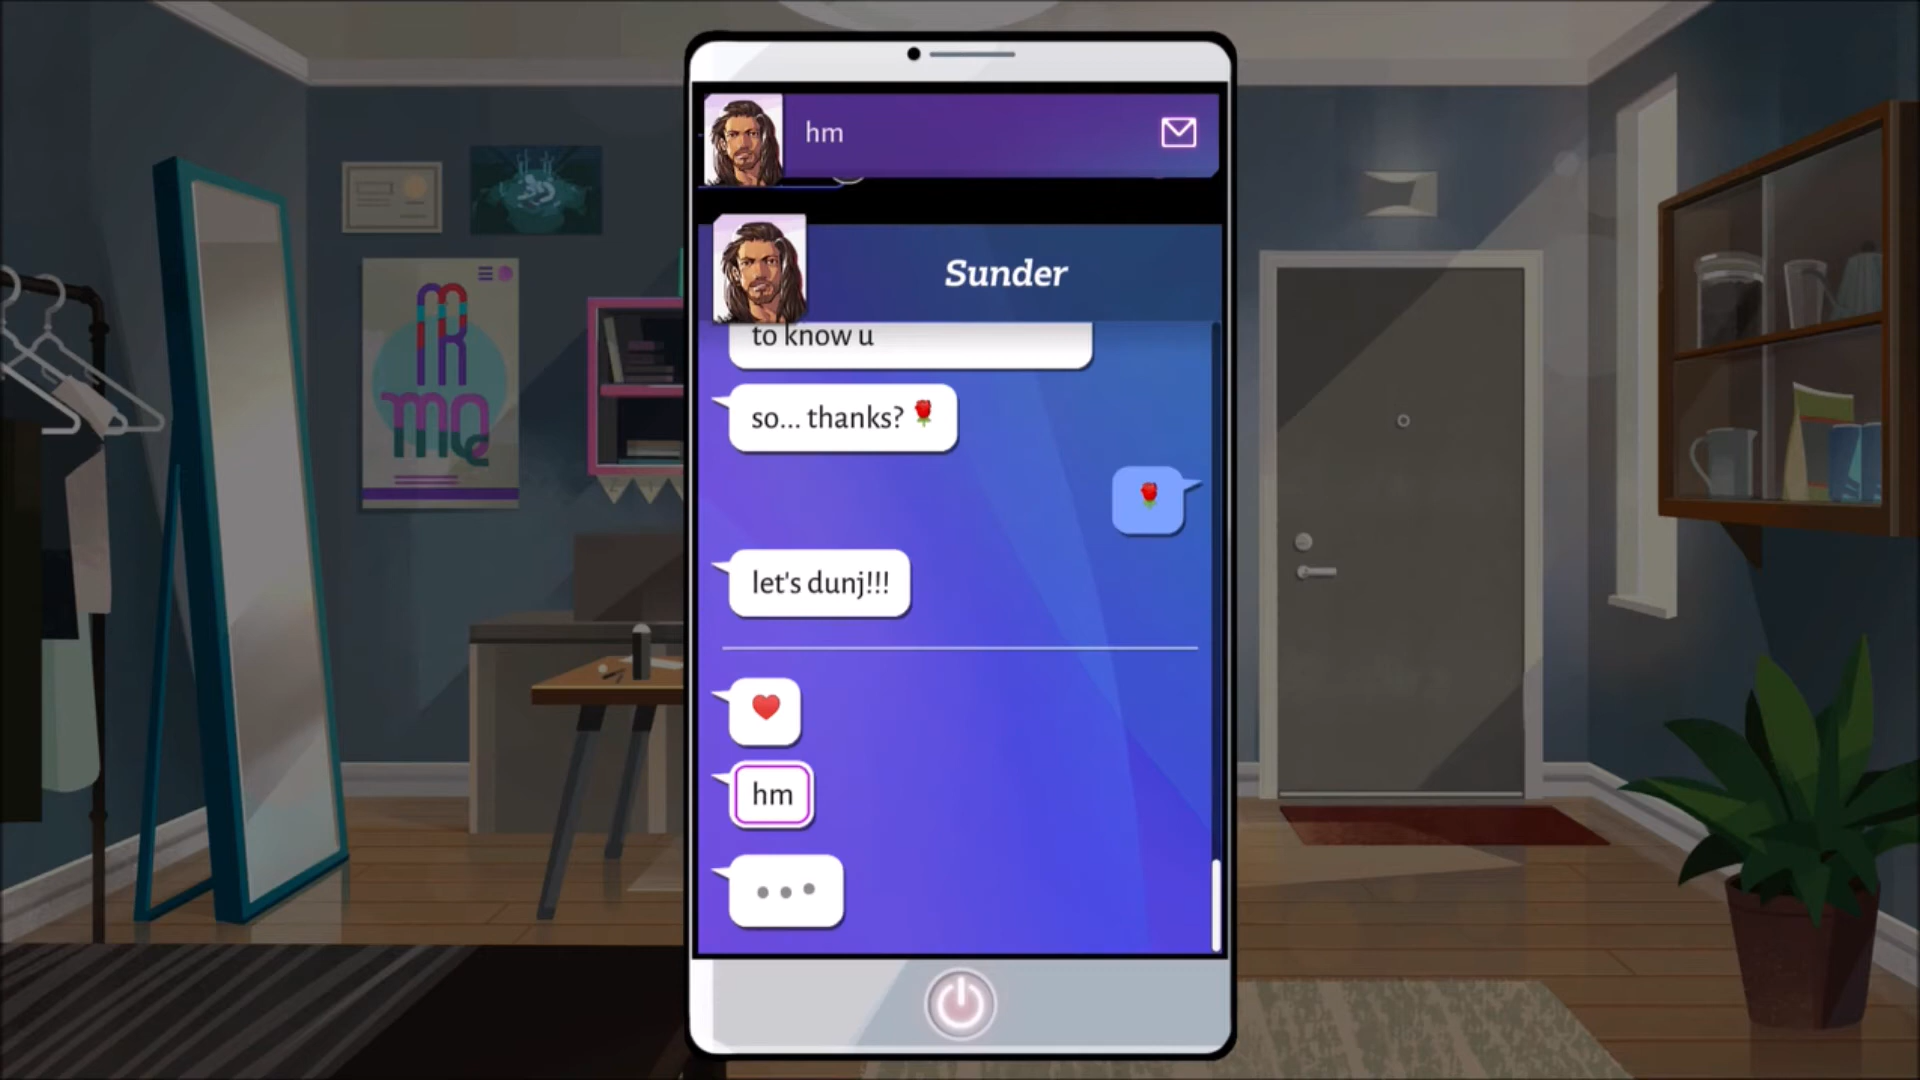 hm
Sunder
to know u
so... thanks?🌹
🌹
let's dunj!!!
❤️
hm